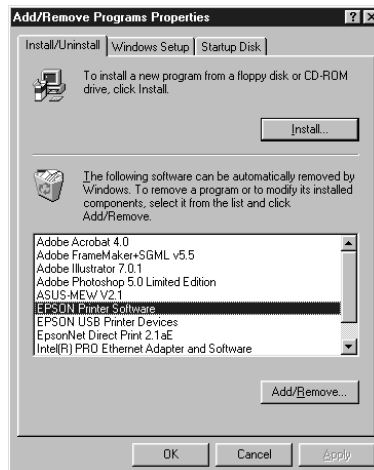 Add/Remove Programs Properties
Install/Uninstall Windows Setup Startup Disk
To install a new program from a floppy disk or CD-ROM
drive, click Install.
Install...
The following software can be automatically removed by
Windows. To remove a program or to modify its installed
components, select it from the list and click
Add/Remove.
Adobe Acrobat 4.0
Adobe FrameMaker+SGML v5.5
Adobe Illustrator 7.0.1
Adobe Photoshop 5.0 Limited Edition
ASUS-MEW V2.1
EPSON Printer Software
EPSON USB Printer Devices
EpsonNet Direct Print 2.1aE
Intel(R) PRO Ethernet Adapter and Software
Add/Remove...
OK Cancel Apply